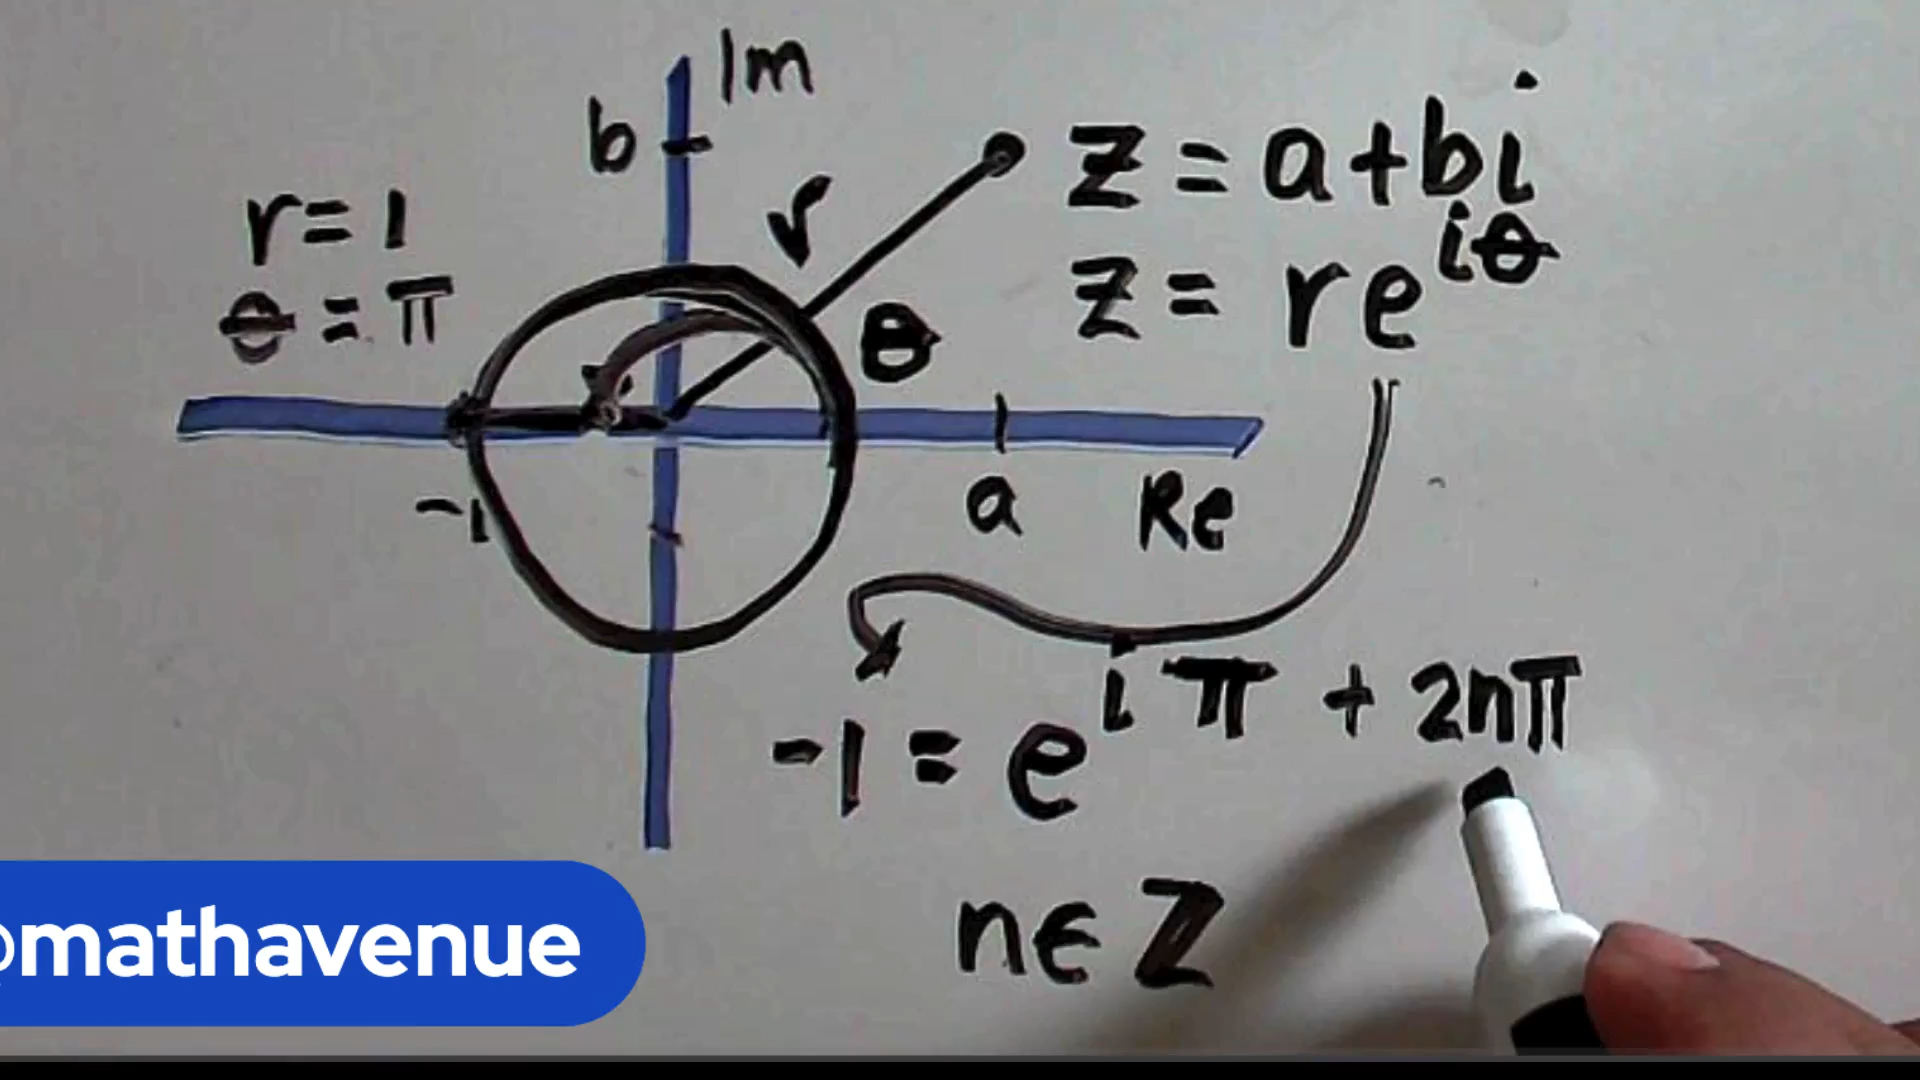 Im
b
r
z = a + bi
r = 1
z = re^{iθ}
θ = π
θ
-1
a
Re
-1 = e^{iπ + 2nπ}
n ∈ Z
@mathavenue